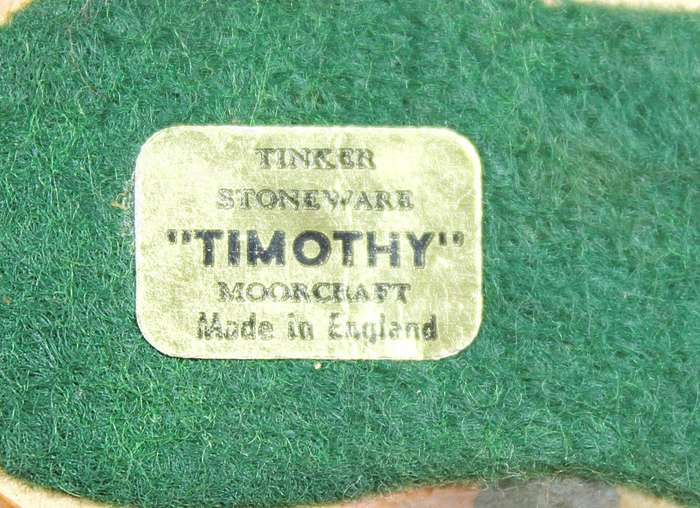 TINKER
STONEWARE
"TIMOTHY"
MOORCRAFT
Made in England